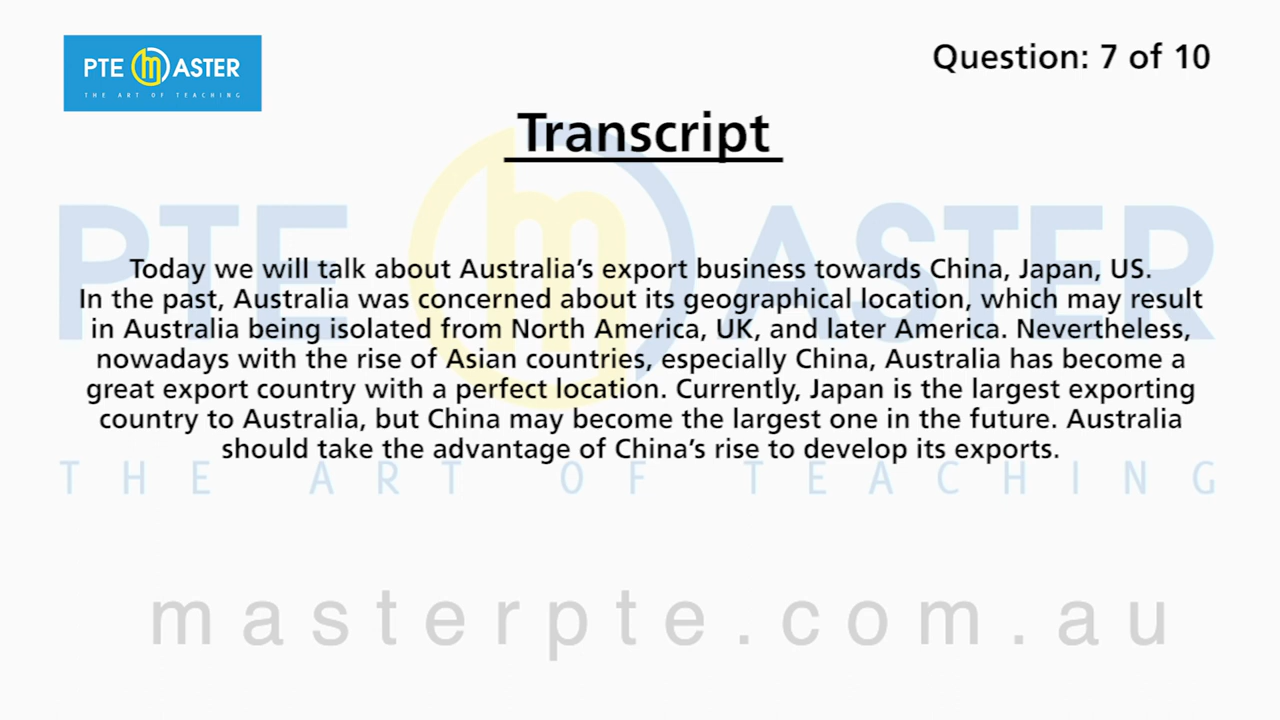 PTE MASTER
THE ART OF TEACHING
Question: 7 of 10
Transcript
PTE MASTER
Today we will talk about Australia's export business towards China, Japan, US.
In the past, Australia was concerned about its geographical location, which may result
in Australia being isolated from North America, UK, and later America. Nevertheless,
nowadays with the rise of Asian countries, especially China, Australia has become a
great export country with a perfect location. Currently, Japan is the largest exporting
country to Australia, but China may become the largest one in the future. Australia
should take the advantage of China's rise to develop its exports.
THE ART OF TEACHING
masterpte.com.au